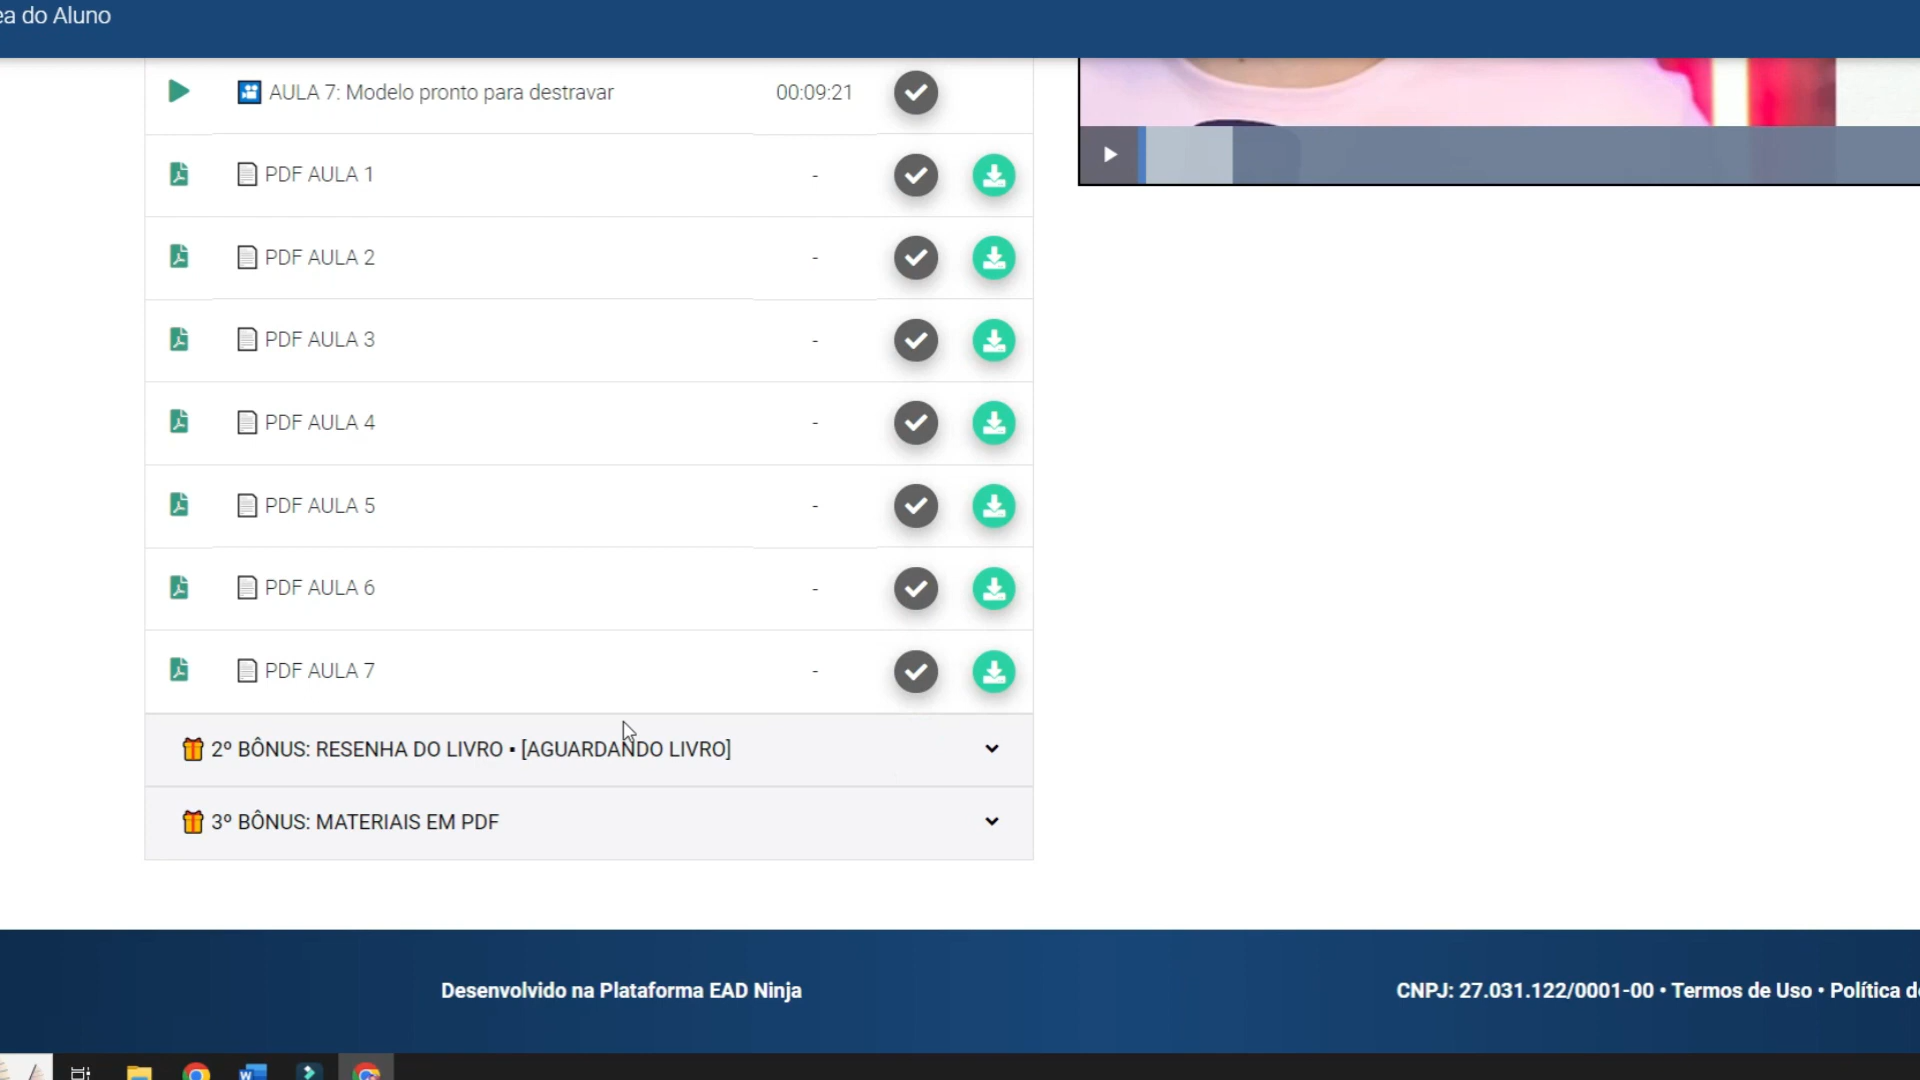 do Aluno
AULA 7: Modelo pronto para destravar 00:09:21
PDF AULA 1 -
PDF AULA 2 -
PDF AULA 3 -
PDF AULA 4 -
PDF AULA 5 -
PDF AULA 6 -
PDF AULA 7 -
2º BÔNUS: RESENHA DO LIVRO ▪ [AGUARDANDO LIVRO]
3º BÔNUS: MATERIAIS EM PDF
Desenvolvido na Plataforma EAD Ninja
CNPJ: 27.031.122/0001-00 • Termos de Uso • Política